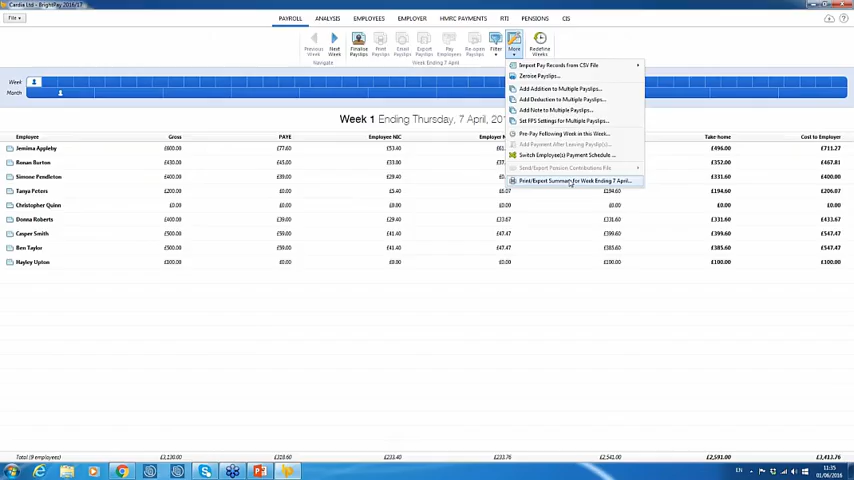 Cardia Ltd - BrightPay 2016/17
File
PAYROLL ANALYSIS EMPLOYEES EMPLOYER HMRC PAYMENTS RTI PENSIONS CIS
Previous Week
Next Week
Finalise Payslips
Print Payslips
Email Payslips
Export Payslips
Pay Employees
Re-open Payslips
Filter
More
Redefine Weeks
Navigate
Week Ending 7 April
Import Pay Records from CSV File
Zeroise Payslips...
Add Addition to Multiple Payslips...
Add Deduction to Multiple Payslips...
Add Note to Multiple Payslips...
Set FPS Settings for Multiple Payslips...
Pre-Pay Following Week in this Week...
Add Payment After Leaving Payslip(s)...
Switch Employee(s) Payment Schedule...
Send/Export Pension Contributions File
Print/Export Summary for Week Ending 7 April...
Week
Month
Week 1 Ending Thursday, 7 April, 20
Employee Gross PAYE Employee NIC Employer N Take home Cost to Employer
Jemima Appleby £600.00 £77.60 £53.40 £496.00 £711.27
Ronan Burton £430.00 £45.00 £352.00 £467.81
Simone Pendleton £400.00 £39.00 £29.40
Tanya Peters £0.00 £194.60 £194.00 £206.07
Christopher Quinn £0.00 £0.00 £0.00 £0.00 £0.00 £0.00 £0.00
Donna Roberts £400.00 £39.00 £29.40 £33.67 £331.60 £331.60 £433.67
Casper Smith £500.00 £59.00 £41.40 £47.47 £399.60 £399.60 £547.47
Ben Taylor £500.00 £59.00 £41.40 £47.47 £385.60 £385.60 £547.47
Hayley Upton £100.00 £0.00 £0.00 £0.00 £100.00 £100.00 £100.00
Total (9 employees) £3,130.00 £233.40 £233.76 £2,541.00 £2,593.00 £3,413.76
EN
11:35
01/06/2016